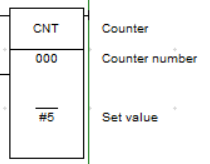 CNT Counter
000 Counter number
#5 Set value